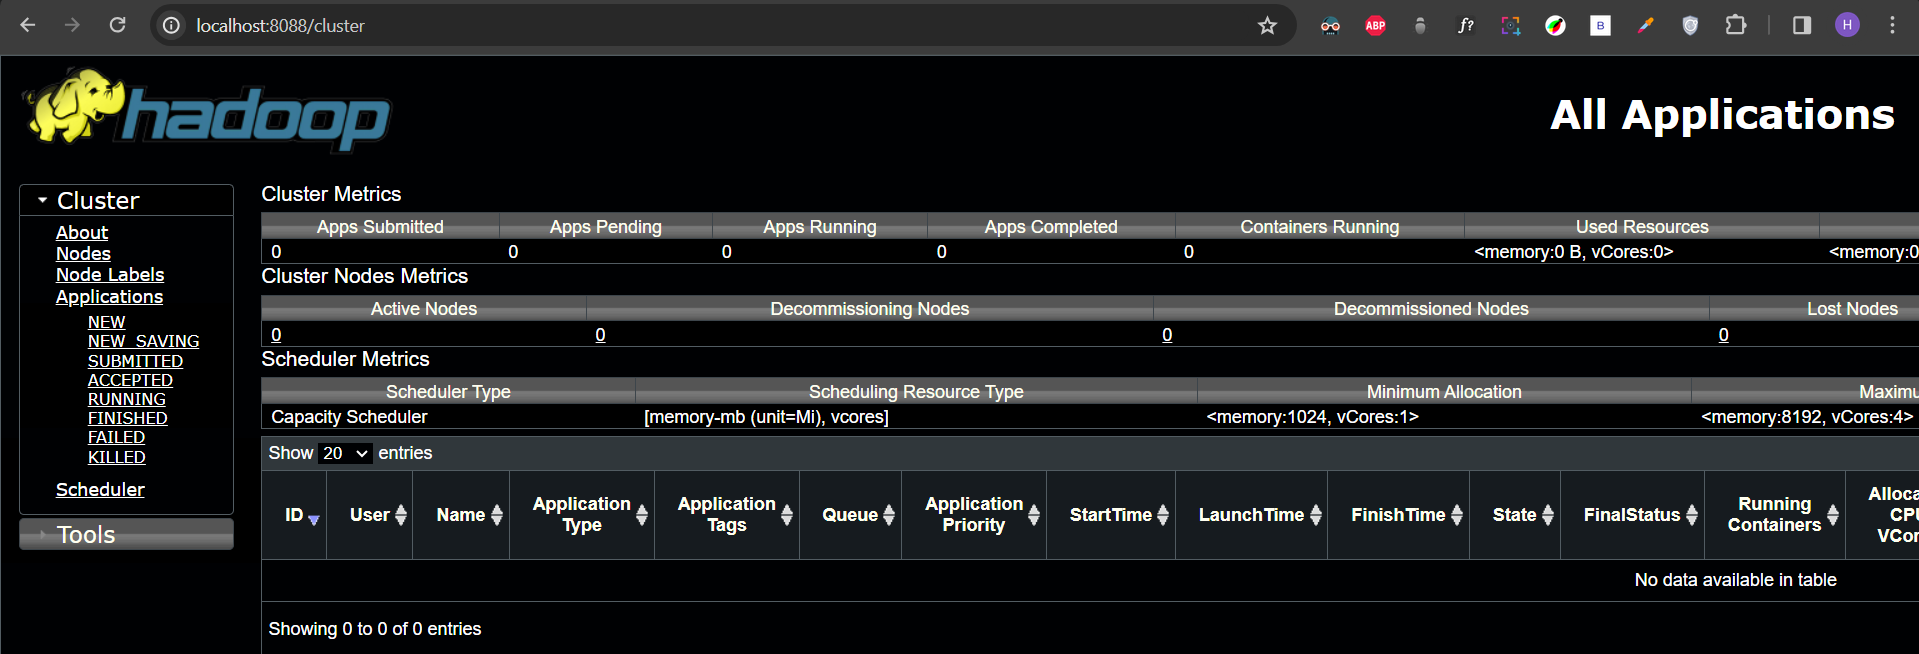 localhost:8088/cluster
ABP
f?
B
H
hadoop
All Applications
Cluster
About
Nodes
Node Labels
Applications
NEW
NEW_SAVING
SUBMITTED
ACCEPTED
RUNNING
FINISHED
FAILED
KILLED
Scheduler
Tools
Cluster Metrics
Apps Submitted Apps Pending Apps Running Apps Completed Containers Running Used Resources
0 0 0 0 0 <memory:0 B, vCores:0> <memory:0
Cluster Nodes Metrics
Active Nodes Decommissioning Nodes Decommissioned Nodes Lost Nodes
0 0 0 0
Scheduler Metrics
Scheduler Type Scheduling Resource Type Minimum Allocation Maximu
Capacity Scheduler [memory-mb (unit=Mi), vcores] <memory:1024, vCores:1> <memory:8192, vCores:4>
Show 20 entries
ID User Name Application Type Application Tags Queue Application Priority StartTime LaunchTime FinishTime State FinalStatus Running Containers Alloca CPU VCor
No data available in table
Showing 0 to 0 of 0 entries